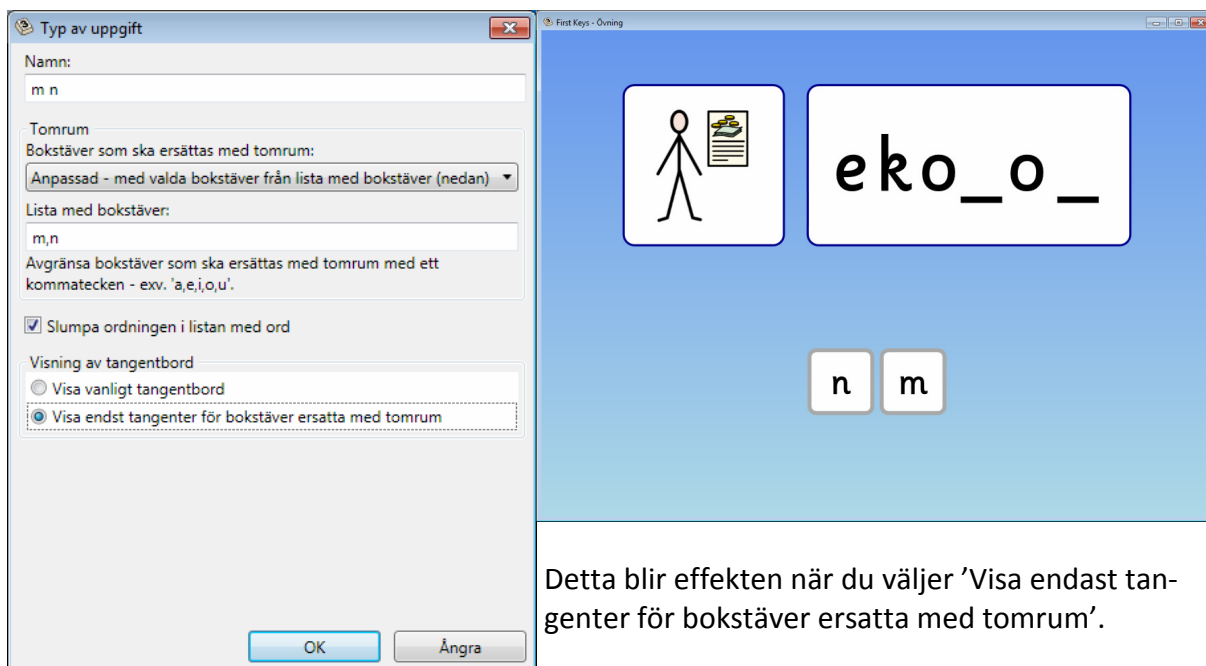 Typ av uppgift
Namn:
m n
Tomrum
Bokstäver som ska ersättas med tomrum:
Anpassad - med valda bokstäver från lista med bokstäver (nedan)
Lista med bokstäver:
m,n
Avgränsa bokstäver som ska ersättas med tomrum med ett
kommatecken - exv. 'a,e,i,o,u'.
Slumpa ordningen i listan med ord
Visning av tangentbord
Visa vanligt tangentbord
Visa endst tangenter för bokstäver ersatta med tomrum
OK
Ångra
First Keys - Övning
eko_o_
n
m
Detta blir effekten när du väljer ’Visa endast tan-
genter för bokstäver ersatta med tomrum’.